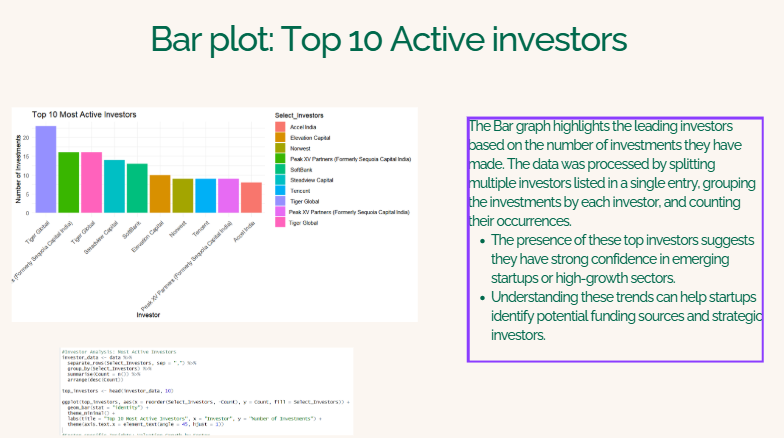 Bar plot: Top 10 Active investors
Top 10 Most Active Investors
Number of Investments
20
15
10
5
0
Tiger Global
s (Formerly Sequoia Capital India)
Tiger Global
Steadview Capital
SoftBank
Elevation Capital
Norwest
Tencent
Peak XV Partners (Formerly Sequoia Capital India)
Accel India
Investor
Select_Investors
Accel India
Elevation Capital
Norwest
Peak XV Partners (Formerly Sequoia Capital India)
SoftBank
Steadview Capital
Tencent
Tiger Global
Peak XV Partners (Formerly Sequoia Capital India)
Tiger Global
The Bar graph highlights the leading investors
based on the number of investments they have
made. The data was processed by splitting
multiple investors listed in a single entry, grouping
the investments by each investor, and counting
their occurrences.
• The presence of these top investors suggests
they have strong confidence in emerging
startups or high-growth sectors.
• Understanding these trends can help startups
identify potential funding sources and strategic
investors.
#Investor Analysis: Most Active Investors
investor_data <- data %>%
separate_rows(Select_Investors, sep = ",") %>%
group_by(Select_Investors) %>%
summarise(Count = n()) %>%
arrange(desc(Count))
top_investors <- head(investor_data, 10)
ggplot(top_investors, aes(x = reorder(Select_Investors, -Count), y = Count, fill = Select_Investors)) +
geom_bar(stat = "identity") +
theme_minimal() +
labs(title = "Top 10 Most Active Investors", x = "Investor", y = "Number of Investments") +
theme(axis.text.x = element_text(angle = 45, hjust = 1))